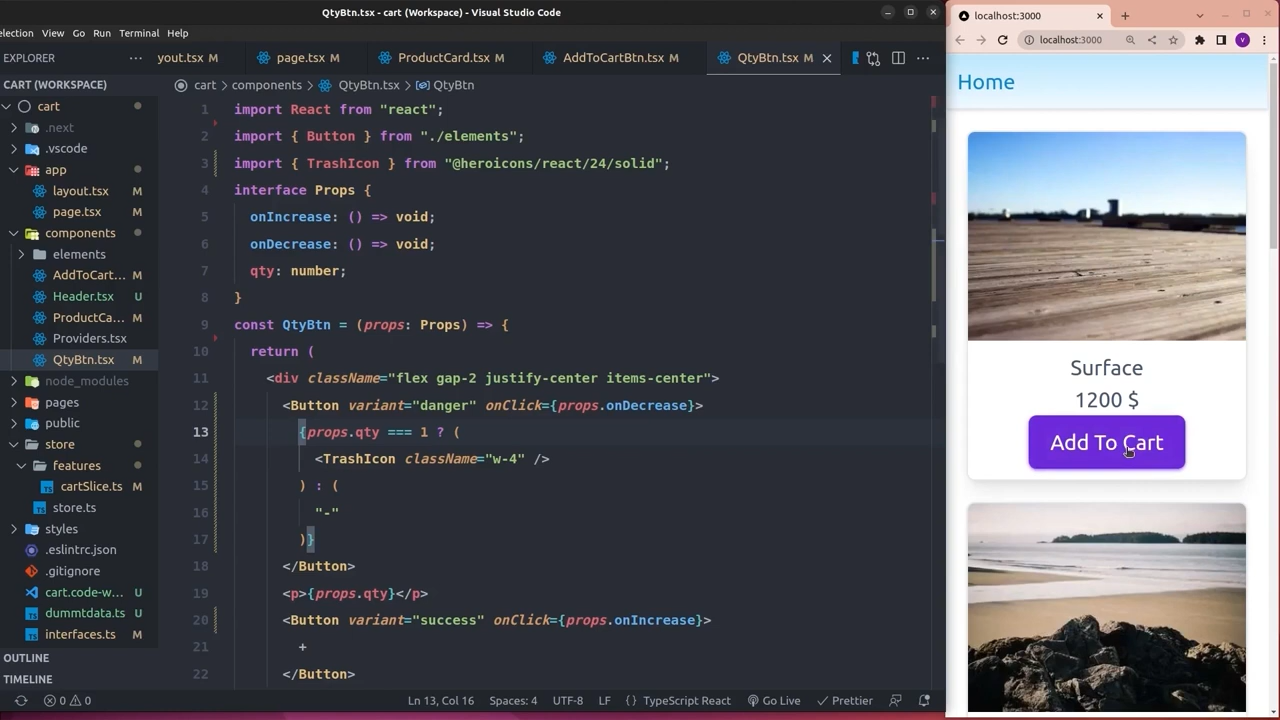 QtyBtn.tsx - cart (Workspace) - Visual Studio Code
election View Go Run Terminal Help
EXPLORER
yout.tsx M page.tsx M ProductCard.tsx M AddToCartBtn.tsx M QtyBtn.tsx M
cart > components > QtyBtn.tsx > QtyBtn
CART (WORKSPACE)
cart
.next
.vscode
app
layout.tsx M
page.tsx M
components
elements
AddToCart... M
Header.tsx U
ProductCa... M
Providers.tsx
QtyBtn.tsx M
node_modules
pages
public
store
features
cartSlice.ts M
store.ts
styles
.eslintrc.json
.gitignore
cart.code-w... U
dummtdata.ts U
interfaces.ts M
OUTLINE
TIMELINE
1 import React from "react";
2 import { Button } from "./elements";
3 import { TrashIcon } from "@heroicons/react/24/solid";
4 interface Props {
5 onIncrease: () => void;
6 onDecrease: () => void;
7 qty: number;
8 }
9 const QtyBtn = (props: Props) => {
10 return (
11 <div className="flex gap-2 justify-center items-center">
12 <Button variant="danger" onClick={props.onDecrease}>
13 {props.qty === 1 ? (
14 <TrashIcon className="w-4" />
15 ) : (
16 "-"
17 )}
18 </Button>
19 <p>{props.qty}</p>
20 <Button variant="success" onClick={props.onIncrease}>
21 +
22 </Button>
0 0 Ln 13, Col 16 Spaces: 4 UTF-8 LF {} TypeScript React Go Live Prettier
localhost:3000
localhost:3000
V
Home
Surface
1200 $
Add To Cart